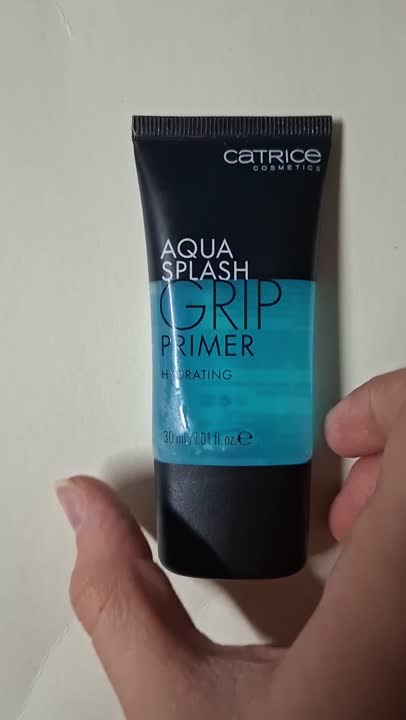 CATRICE
COSMETICS
AQUA
SPLASH
GRIP
PRIMER
HYDRATING
30 ml / 1.01 fl. oz. ℮